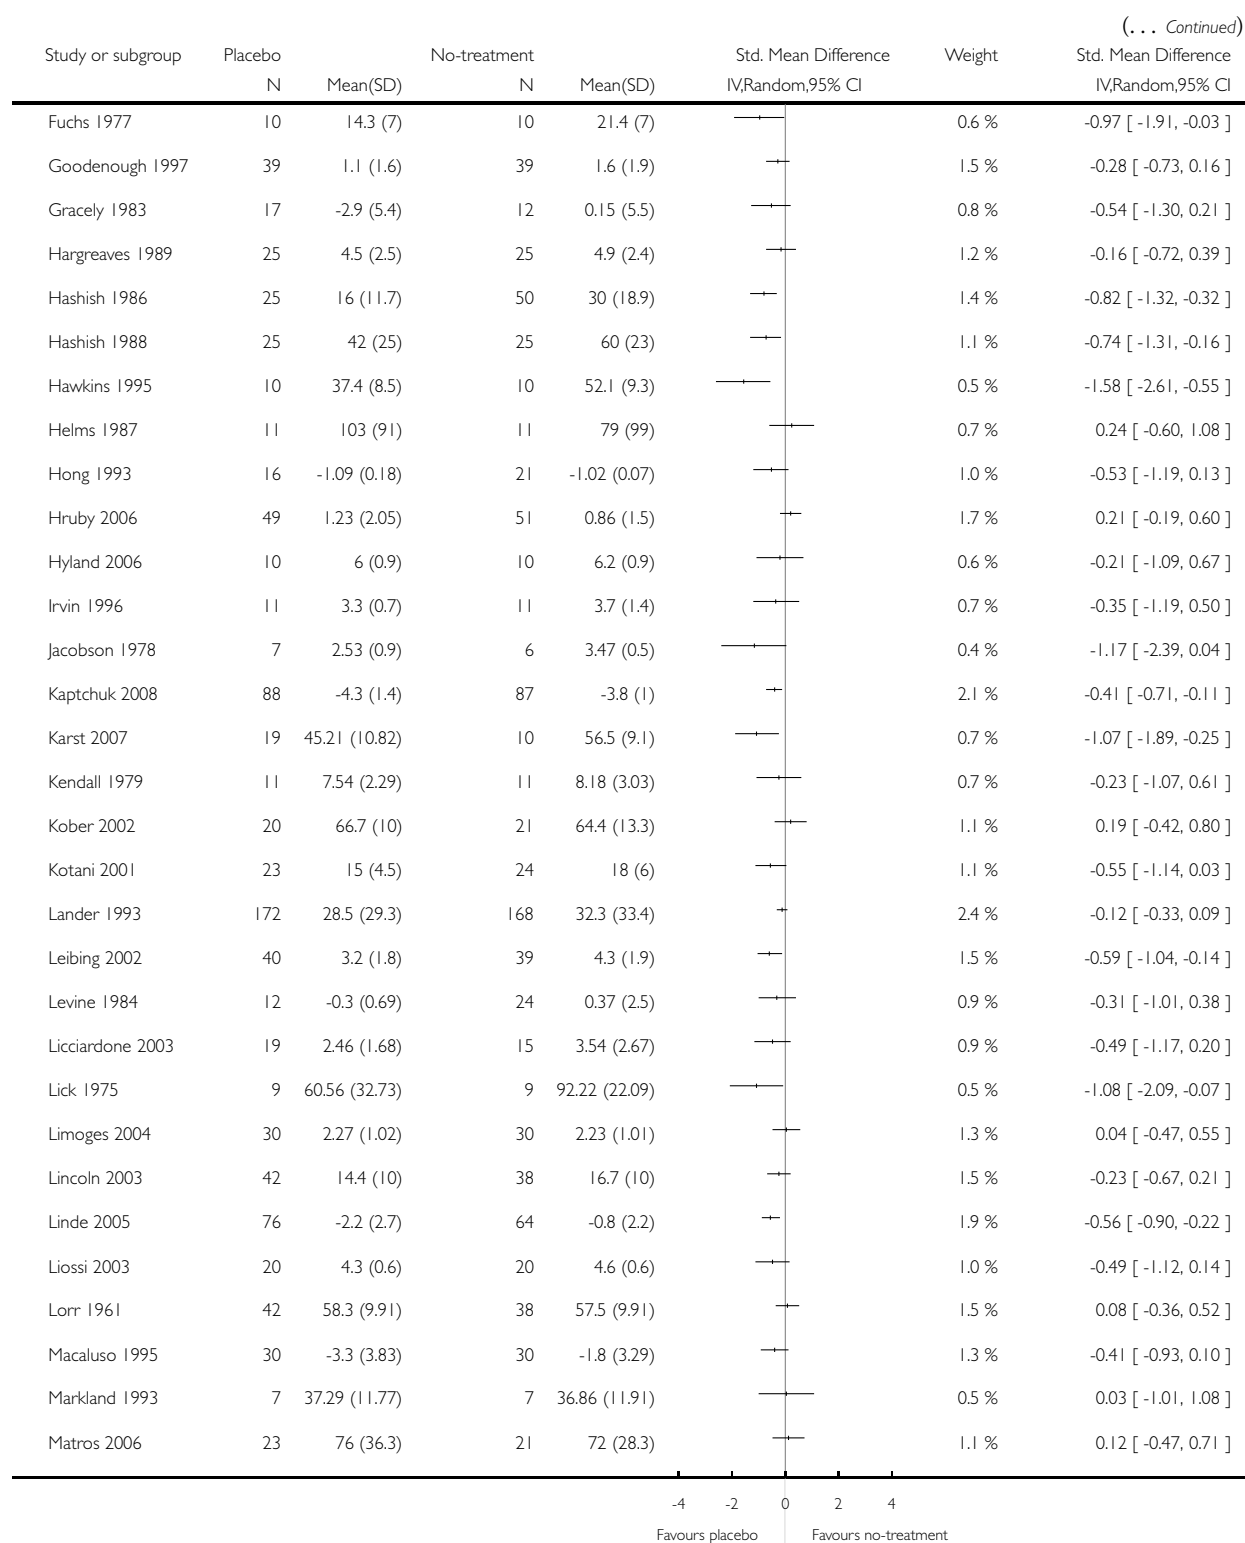 (... Continued)
Study or subgroup Placebo No-treatment Std. Mean Difference Weight Std. Mean Difference
N Mean(SD) N Mean(SD) IV,Random,95% CI IV,Random,95% CI
Fuchs 1977 10 14.3 (7) 10 21.4 (7) 0.6 % -0.97 [ -1.91, -0.03 ]
Goodenough 1997 39 1.1 (1.6) 39 1.6 (1.9) 1.5 % -0.28 [ -0.73, 0.16 ]
Gracely 1983 17 -2.9 (5.4) 12 0.15 (5.5) 0.8 % -0.54 [ -1.30, 0.21 ]
Hargreaves 1989 25 4.5 (2.5) 25 4.9 (2.4) 1.2 % -0.16 [ -0.72, 0.39 ]
Hashish 1986 25 16 (11.7) 50 30 (18.9) 1.4 % -0.82 [ -1.32, -0.32 ]
Hashish 1988 25 42 (25) 25 60 (23) 1.1 % -0.74 [ -1.31, -0.16 ]
Hawkins 1995 10 37.4 (8.5) 10 52.1 (9.3) 0.5 % -1.58 [ -2.61, -0.55 ]
Helms 1987 11 103 (91) 11 79 (99) 0.7 % 0.24 [ -0.60, 1.08 ]
Hong 1993 16 -1.09 (0.18) 21 -1.02 (0.07) 1.0 % -0.53 [ -1.19, 0.13 ]
Hruby 2006 49 1.23 (2.05) 51 0.86 (1.5) 1.7 % 0.21 [ -0.19, 0.60 ]
Hyland 2006 10 6 (0.9) 10 6.2 (0.9) 0.6 % -0.21 [ -1.09, 0.67 ]
Irvin 1996 11 3.3 (0.7) 11 3.7 (1.4) 0.7 % -0.35 [ -1.19, 0.50 ]
Jacobson 1978 7 2.53 (0.9) 6 3.47 (0.5) 0.4 % -1.17 [ -2.39, 0.04 ]
Kaptchuk 2008 88 -4.3 (1.4) 87 -3.8 (1) 2.1 % -0.41 [ -0.71, -0.11 ]
Karst 2007 19 45.21 (10.82) 10 56.5 (9.1) 0.7 % -1.07 [ -1.89, -0.25 ]
Kendall 1979 11 7.54 (2.29) 11 8.18 (3.03) 0.7 % -0.23 [ -1.07, 0.61 ]
Kober 2002 20 66.7 (10) 21 64.4 (13.3) 1.1 % 0.19 [ -0.42, 0.80 ]
Kotani 2001 23 15 (4.5) 24 18 (6) 1.1 % -0.55 [ -1.14, 0.03 ]
Lander 1993 172 28.5 (29.3) 168 32.3 (33.4) 2.4 % -0.12 [ -0.33, 0.09 ]
Leibing 2002 40 3.2 (1.8) 39 4.3 (1.9) 1.5 % -0.59 [ -1.04, -0.14 ]
Levine 1984 12 -0.3 (0.69) 24 0.37 (2.5) 0.9 % -0.31 [ -1.01, 0.38 ]
Licciardone 2003 19 2.46 (1.68) 15 3.54 (2.67) 0.9 % -0.49 [ -1.17, 0.20 ]
Lick 1975 9 60.56 (32.73) 9 92.22 (22.09) 0.5 % -1.08 [ -2.09, -0.07 ]
Limoges 2004 30 2.27 (1.02) 30 2.23 (1.01) 1.3 % 0.04 [ -0.47, 0.55 ]
Lincoln 2003 42 14.4 (10) 38 16.7 (10) 1.5 % -0.23 [ -0.67, 0.21 ]
Linde 2005 76 -2.2 (2.7) 64 -0.8 (2.2) 1.9 % -0.56 [ -0.90, -0.22 ]
Liossi 2003 20 4.3 (0.6) 20 4.6 (0.6) 1.0 % -0.49 [ -1.12, 0.14 ]
Lorr 1961 42 58.3 (9.91) 38 57.5 (9.91) 1.5 % 0.08 [ -0.36, 0.52 ]
Macaluso 1995 30 -3.3 (3.83) 30 -1.8 (3.29) 1.3 % -0.41 [ -0.93, 0.10 ]
Markland 1993 7 37.29 (11.77) 7 36.86 (11.91) 0.5 % 0.03 [ -1.01, 1.08 ]
Matros 2006 23 76 (36.3) 21 72 (28.3) 1.1 % 0.12 [ -0.47, 0.71 ]
-4 -2 0 2 4
Favours placebo Favours no-treatment